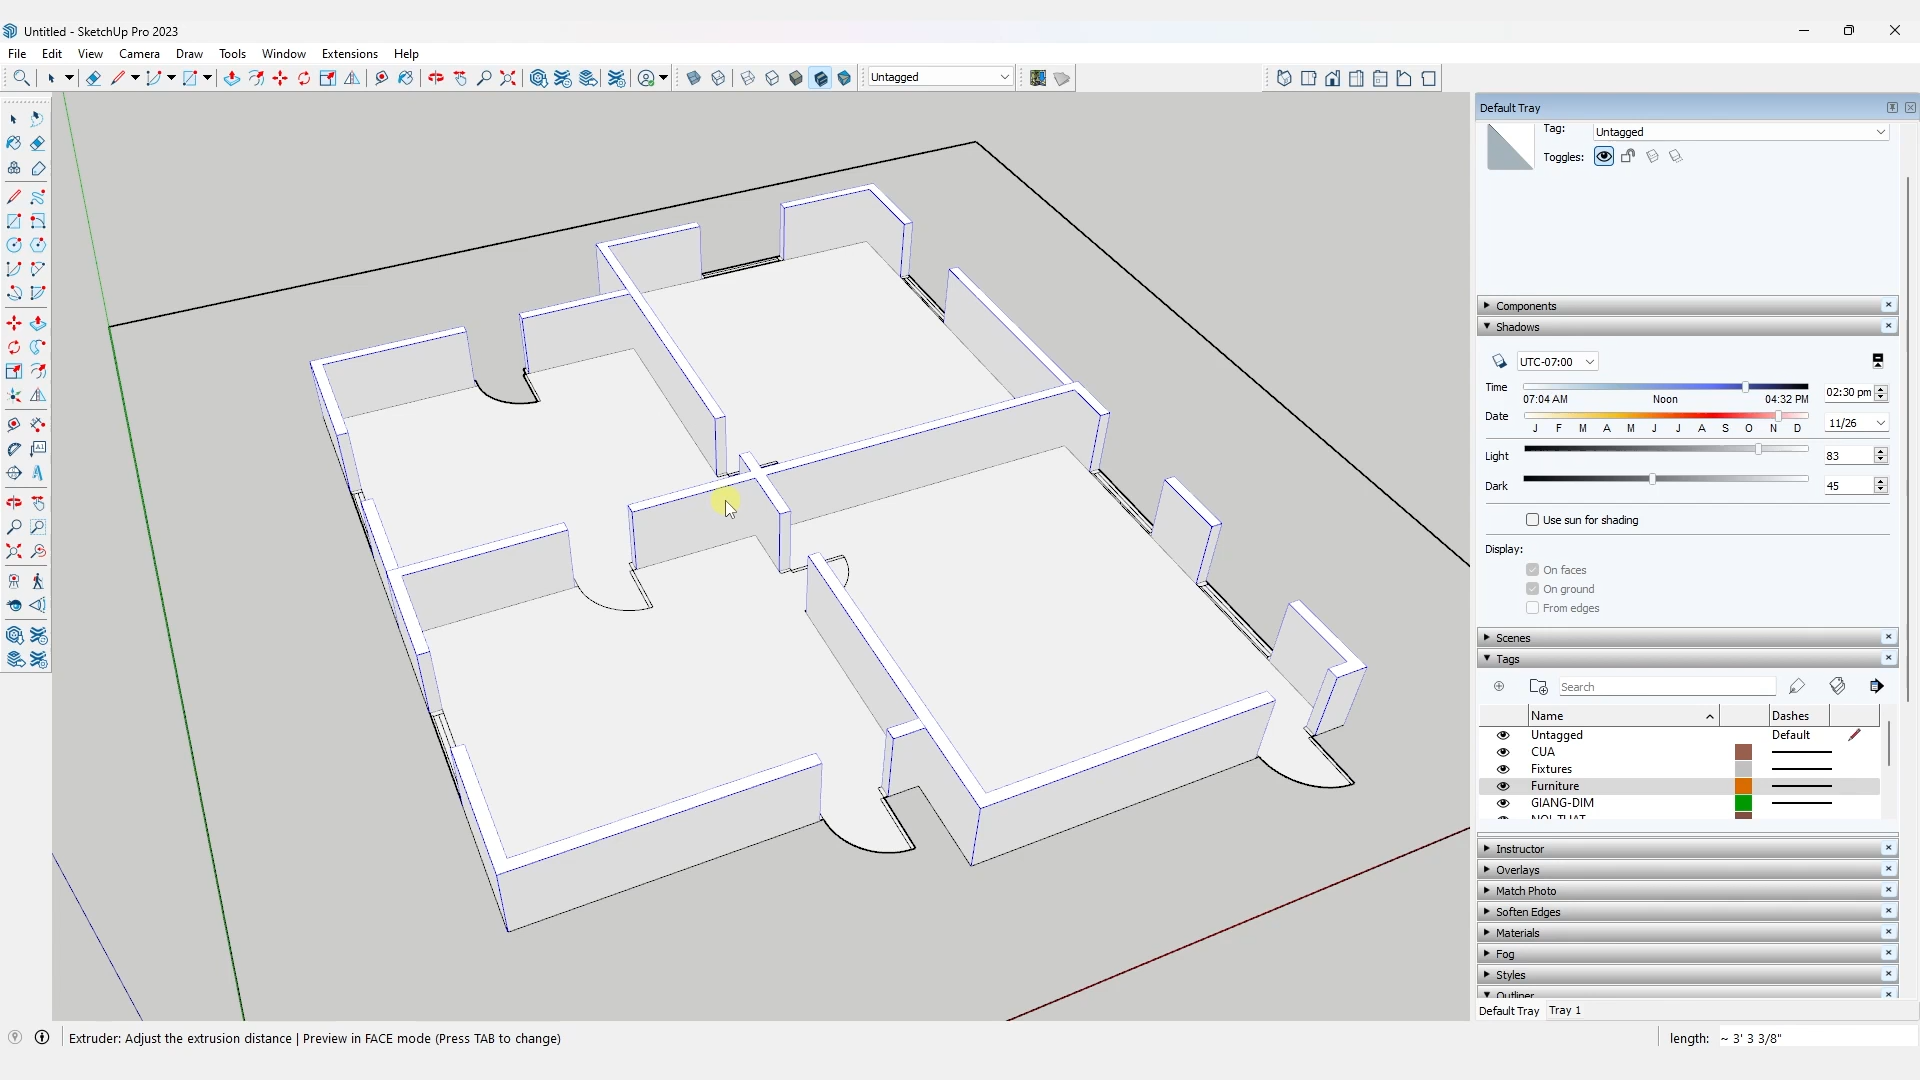 Untitled - SketchUp Pro 2023
File Edit View Camera Draw Tools Window Extensions Help
Untagged
Default Tray
Tag: Untagged
Toggles:
Components
Shadows
UTC-07:00
Time 02:30 pm
07:04 AM Noon 04:32 PM
Date 11/26
J F M A M J J A S O N D
Light 83
Dark 45
Use sun for shading
Display:
On faces
On ground
From edges
Scenes
Tags
Search
Name Dashes
Untagged Default
CUA
Fixtures
Furniture
GIANG-DIM
NOI THAT
Instructor
Overlays
Match Photo
Soften Edges
Materials
Fog
Styles
Outliner
Default Tray Tray 1
Extruder: Adjust the extrusion distance | Preview in FACE mode (Press TAB to change)
length: ~ 3' 3 3/8"